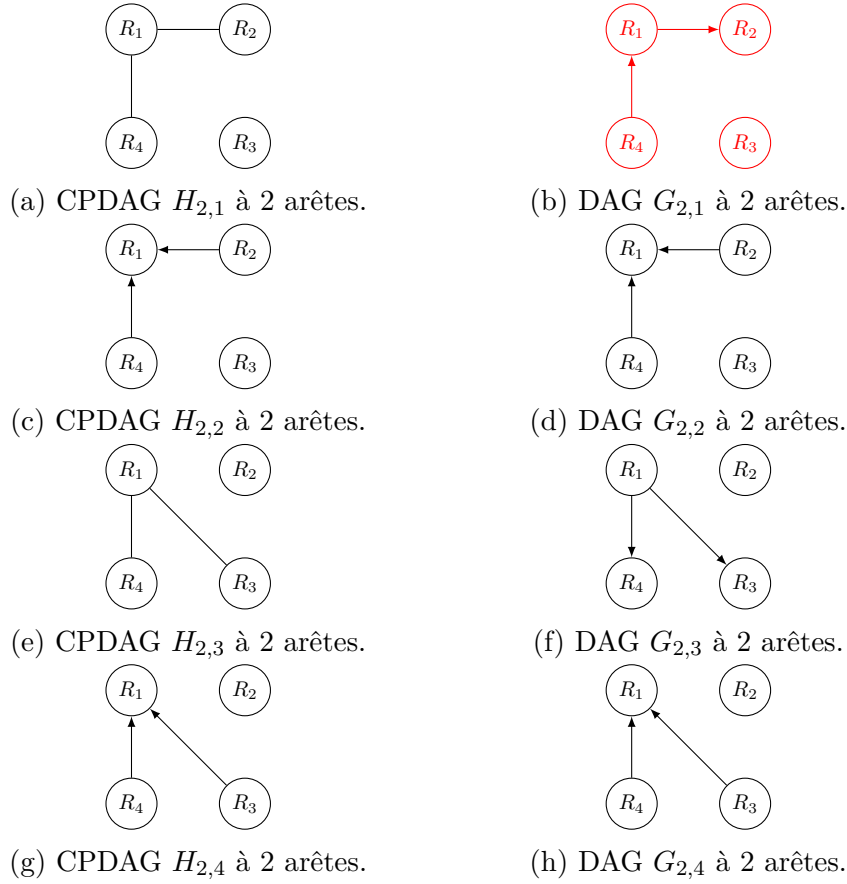 R1 R2 R1 R2
R4 R3 R4 R3
(a) CPDAG H2,1 à 2 arêtes. (b) DAG G2,1 à 2 arêtes.
R1 R2 R1 R2
R4 R3 R4 R3
(c) CPDAG H2,2 à 2 arêtes. (d) DAG G2,2 à 2 arêtes.
R1 R2 R1 R2
R4 R3 R4 R3
(e) CPDAG H2,3 à 2 arêtes. (f) DAG G2,3 à 2 arêtes.
R1 R2 R1 R2
R4 R3 R4 R3
(g) CPDAG H2,4 à 2 arêtes. (h) DAG G2,4 à 2 arêtes.